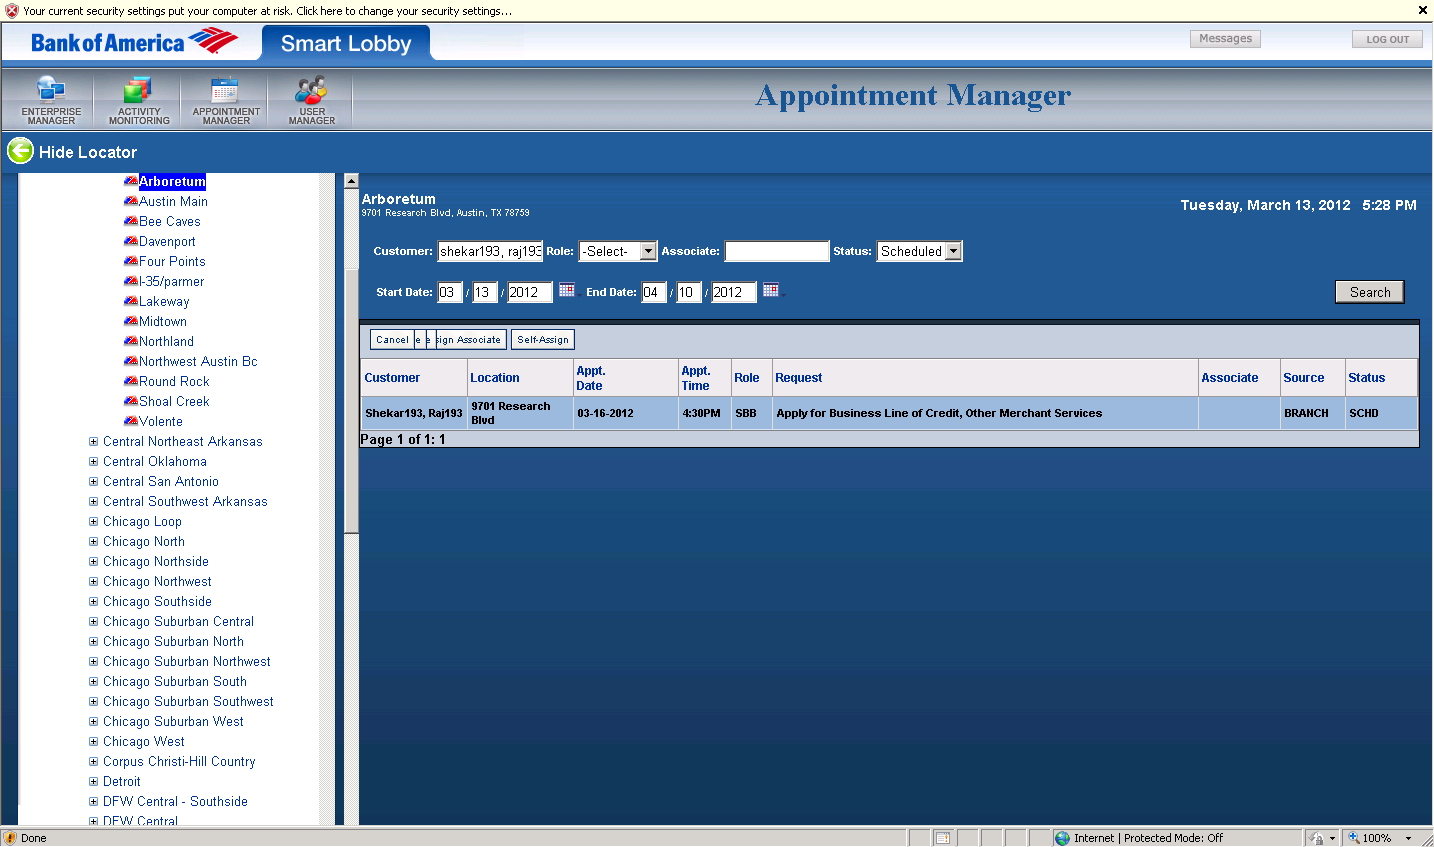 Your current security settings put your computer at risk. Click here to change your security settings...
Bank of America Smart Lobby Messages LOG OUT
ENTERPRISE MANAGER ACTIVITY MONITORING APPOINTMENT MANAGER USER MANAGER
Appointment Manager
Hide Locator
Arboretum
Austin Main
Bee Caves
Davenport
Four Points
I-35/parmer
Lakeway
Midtown
Northland
Northwest Austin Bc
Round Rock
Shoal Creek
Volente
Central Northeast Arkansas
Central Oklahoma
Central San Antonio
Central Southwest Arkansas
Chicago Loop
Chicago North
Chicago Northside
Chicago Northwest
Chicago Southside
Chicago Suburban Central
Chicago Suburban North
Chicago Suburban Northwest
Chicago Suburban South
Chicago Suburban Southwest
Chicago Suburban West
Chicago West
Corpus Christi-Hill Country
Detroit
DFW Central - Southside
DFW Central
Arboretum
9701 Research Blvd, Austin, TX 78759
Tuesday, March 13, 2012 5:28 PM
Customer: shekar193, raj193 Role: -Select- Associate: Status: Scheduled
Start Date: 03 / 13 / 2012 End Date: 04 / 10 / 2012 Search
Cancel e e sign Associate Self-Assign
Customer Location Appt. Date Appt. Time Role Request Associate Source Status
Shekar193, Raj193 9701 Research Blvd 03-16-2012 4:30PM SBB Apply for Business Line of Credit, Other Merchant Services BRANCH SCHD
Page 1 of 1: 1
Done Internet | Protected Mode: Off 100%